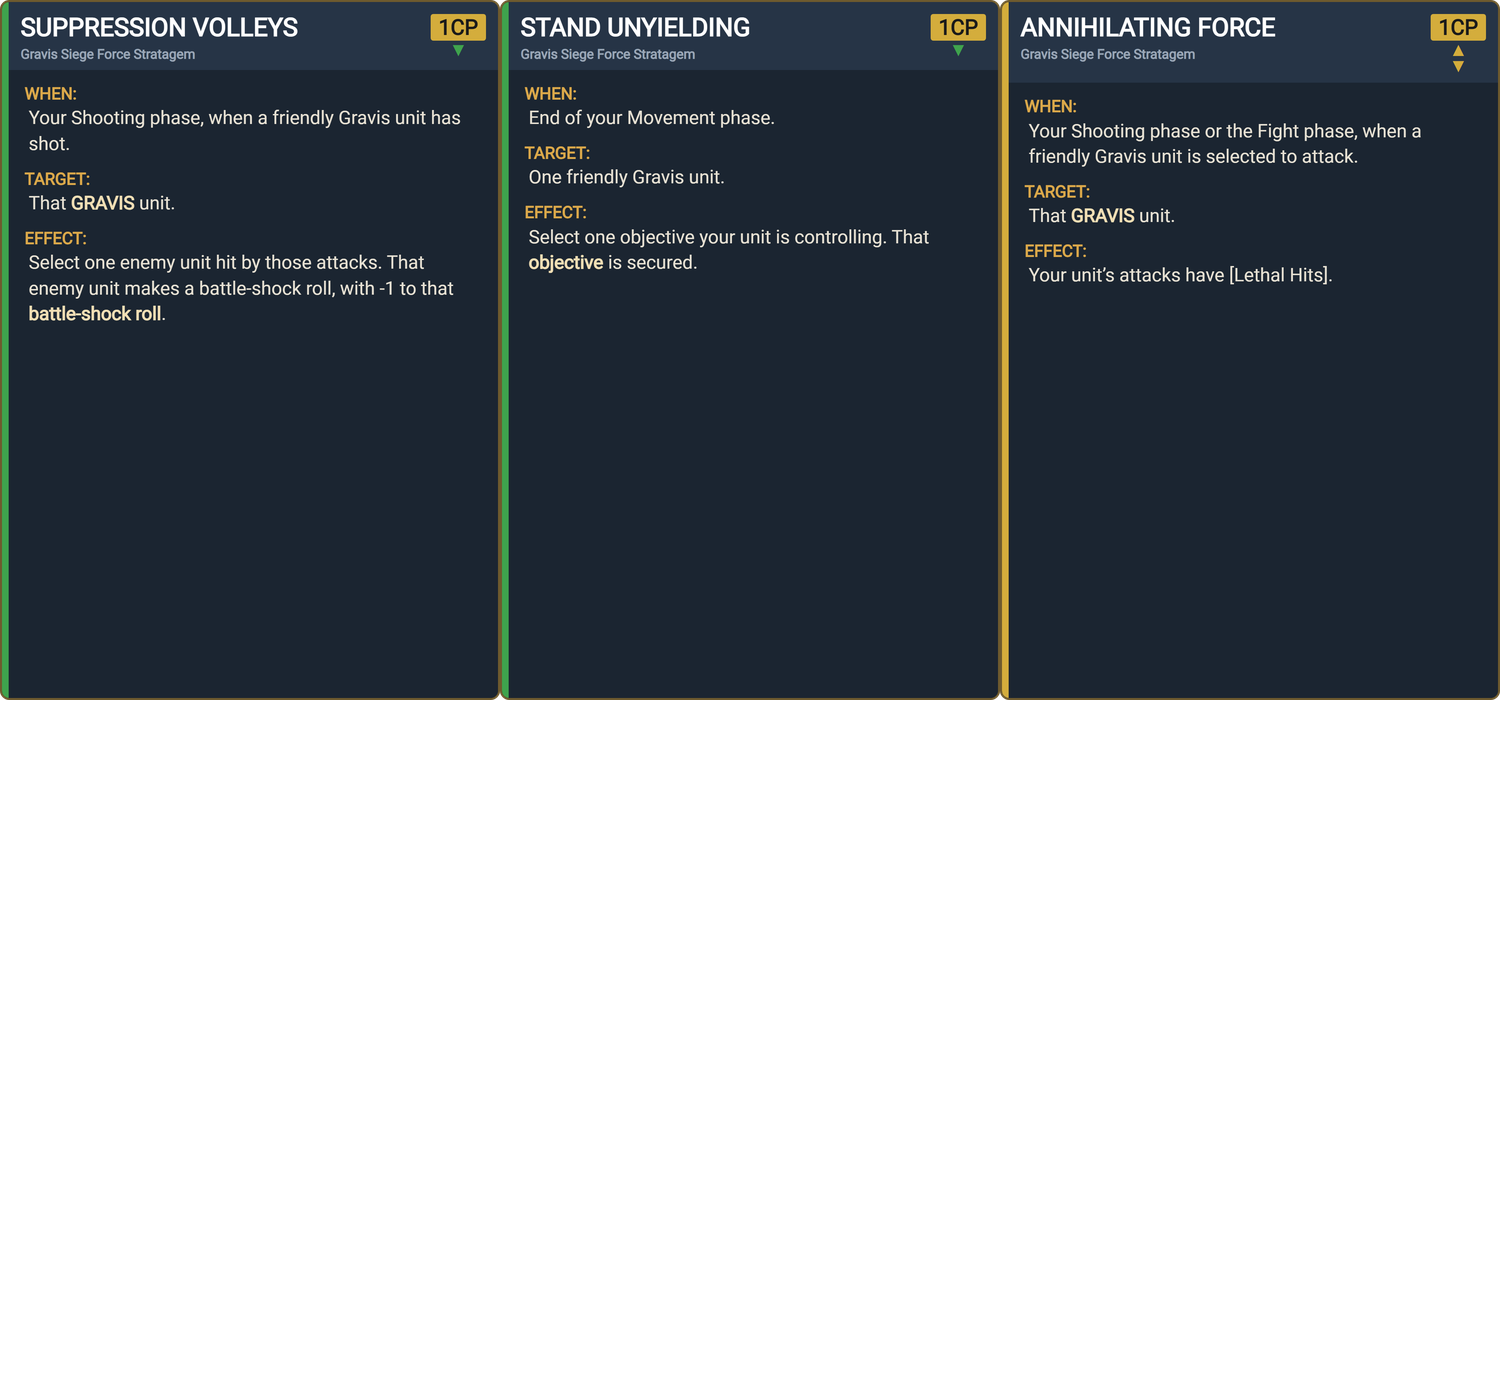 SUPPRESSION VOLLEYS
1CP
Gravis Siege Force Stratagem
WHEN:
Your Shooting phase, when a friendly Gravis unit has
shot.
TARGET:
That GRAVIS unit.
EFFECT:
Select one enemy unit hit by those attacks. That
enemy unit makes a battle-shock roll, with -1 to that
battle-shock roll.
STAND UNYIELDING
1CP
Gravis Siege Force Stratagem
WHEN:
End of your Movement phase.
TARGET:
One friendly Gravis unit.
EFFECT:
Select one objective your unit is controlling. That
objective is secured.
ANNIHILATING FORCE
1CP
Gravis Siege Force Stratagem
WHEN:
Your Shooting phase or the Fight phase, when a
friendly Gravis unit is selected to attack.
TARGET:
That GRAVIS unit.
EFFECT:
Your unit’s attacks have [Lethal Hits].